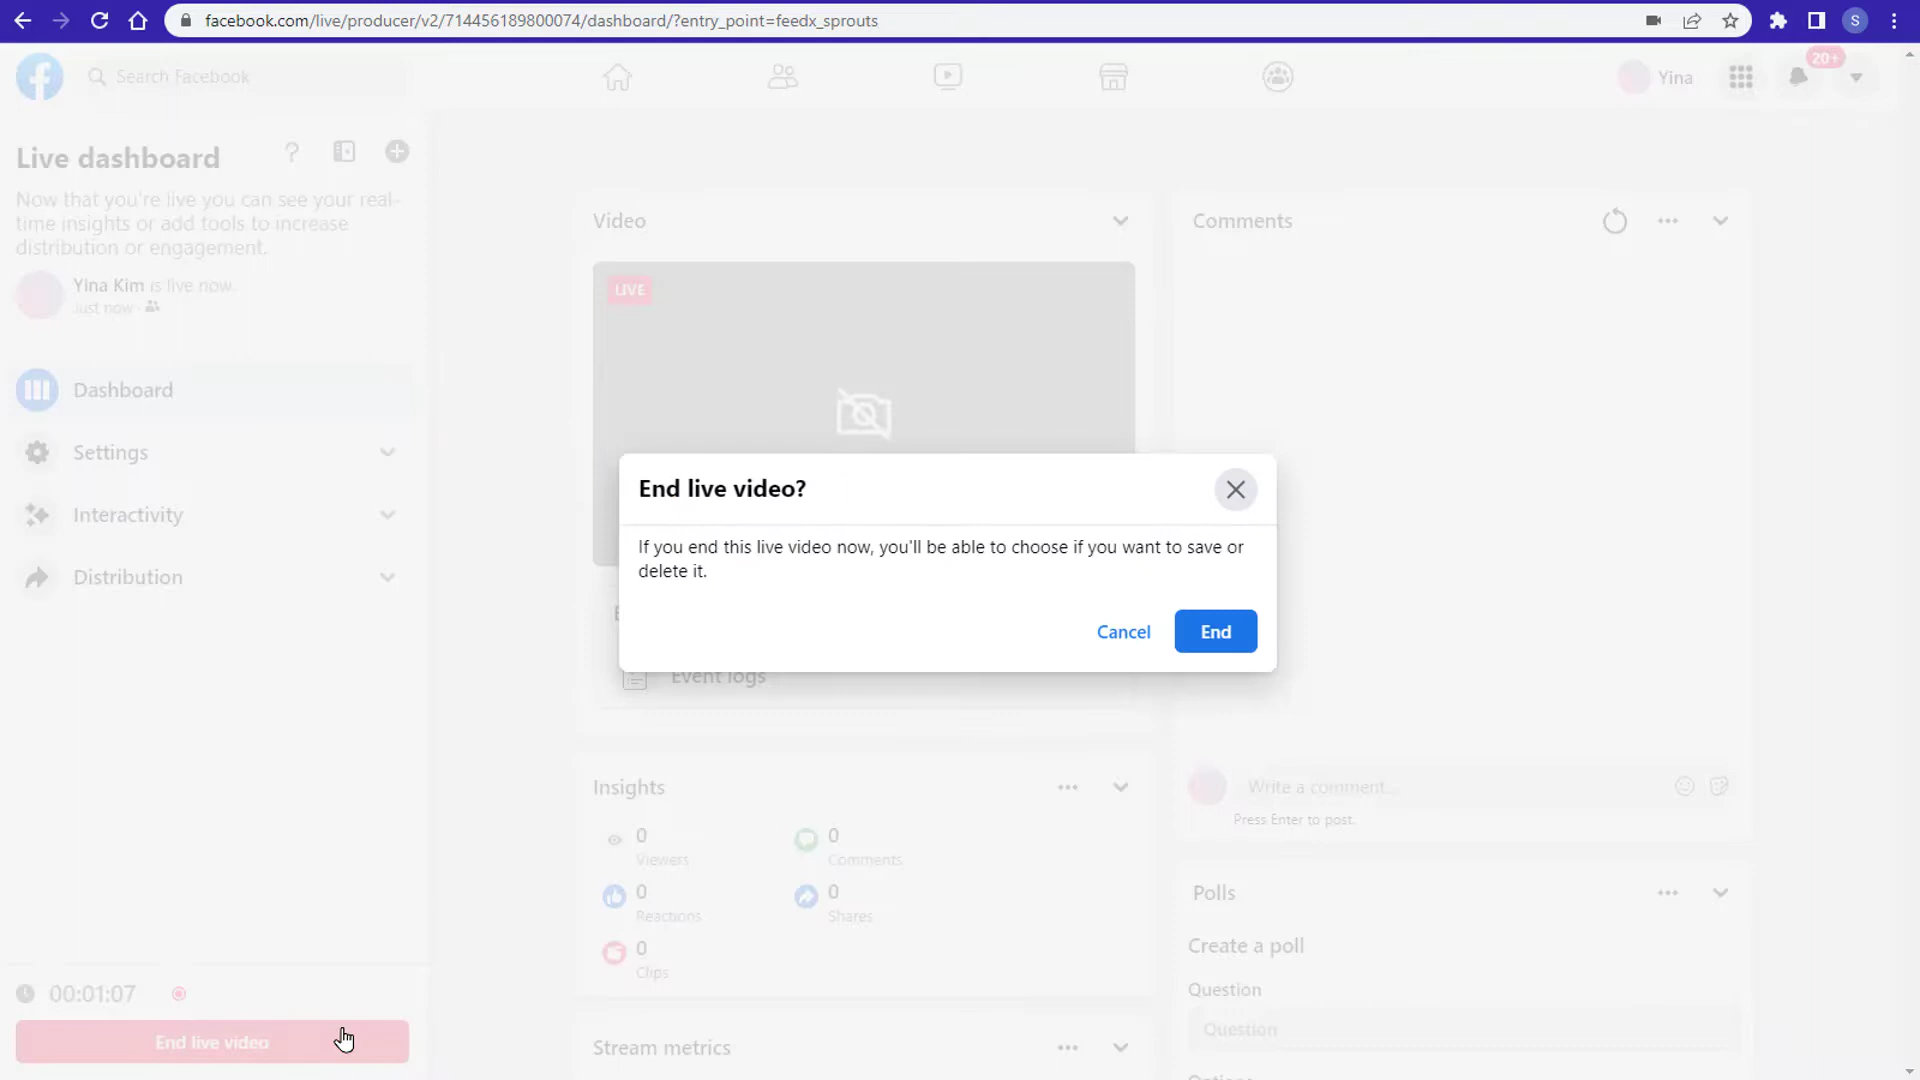 facebook.com/live/producer/v2/714456189800074/dashboard/?entry_point=feedx_sprouts
S
Search Facebook
Yina
20+
Live dashboard
Now that you're live you can see your real-
time insights or add tools to increase
distribution or engagement.
Yina Kim is live now.
Just now ·
Dashboard
Settings
Interactivity
Distribution
00:01:07
End live video
Video
LIVE
End live video?
If you end this live video now, you'll be able to choose if you want to save or
delete it.
Cancel
End
Event logs
Insights
0
Viewers
0
Comments
0
Reactions
0
Shares
0
Clips
Stream metrics
Comments
Write a comment...
Press Enter to post.
Polls
Create a poll
Question
Question